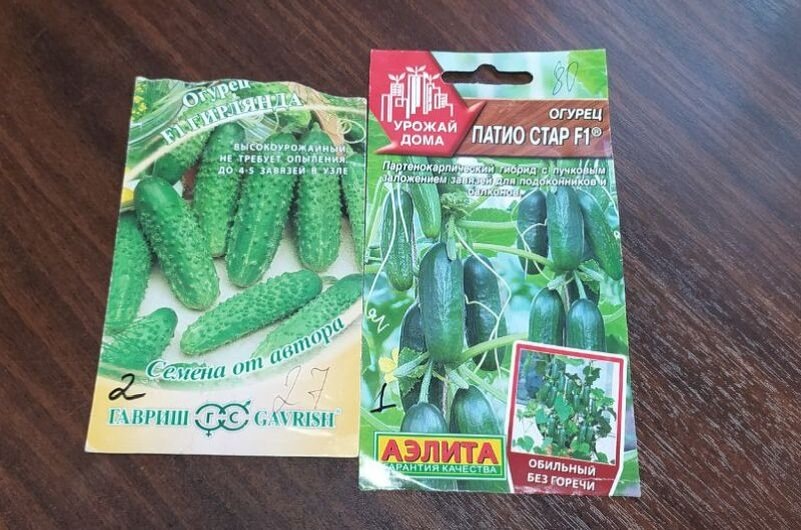 Огурец
F1 ГИРЛЯНДА
ВЫСОКОУРОЖАЙНЫЙ,
НЕ ТРЕБУЕТ ОПЫЛЕНИЯ,
ДО 4-5 ЗАВЯЗЕЙ В УЗЛЕ
Семена от автора
2
27
ГАВРИШ ГС GAVRISH®
80
УРОЖАЙ
ДОМА
ОГУРЕЦ
ПАТИО СТАР F1®
Партенокарпический гибрид с пучковым
заложением завязей для подоконников и
балконов
1
АЭЛИТА
ГАРАНТИЯ КАЧЕСТВА
ОБИЛЬНЫЙ
БЕЗ ГОРЕЧИ